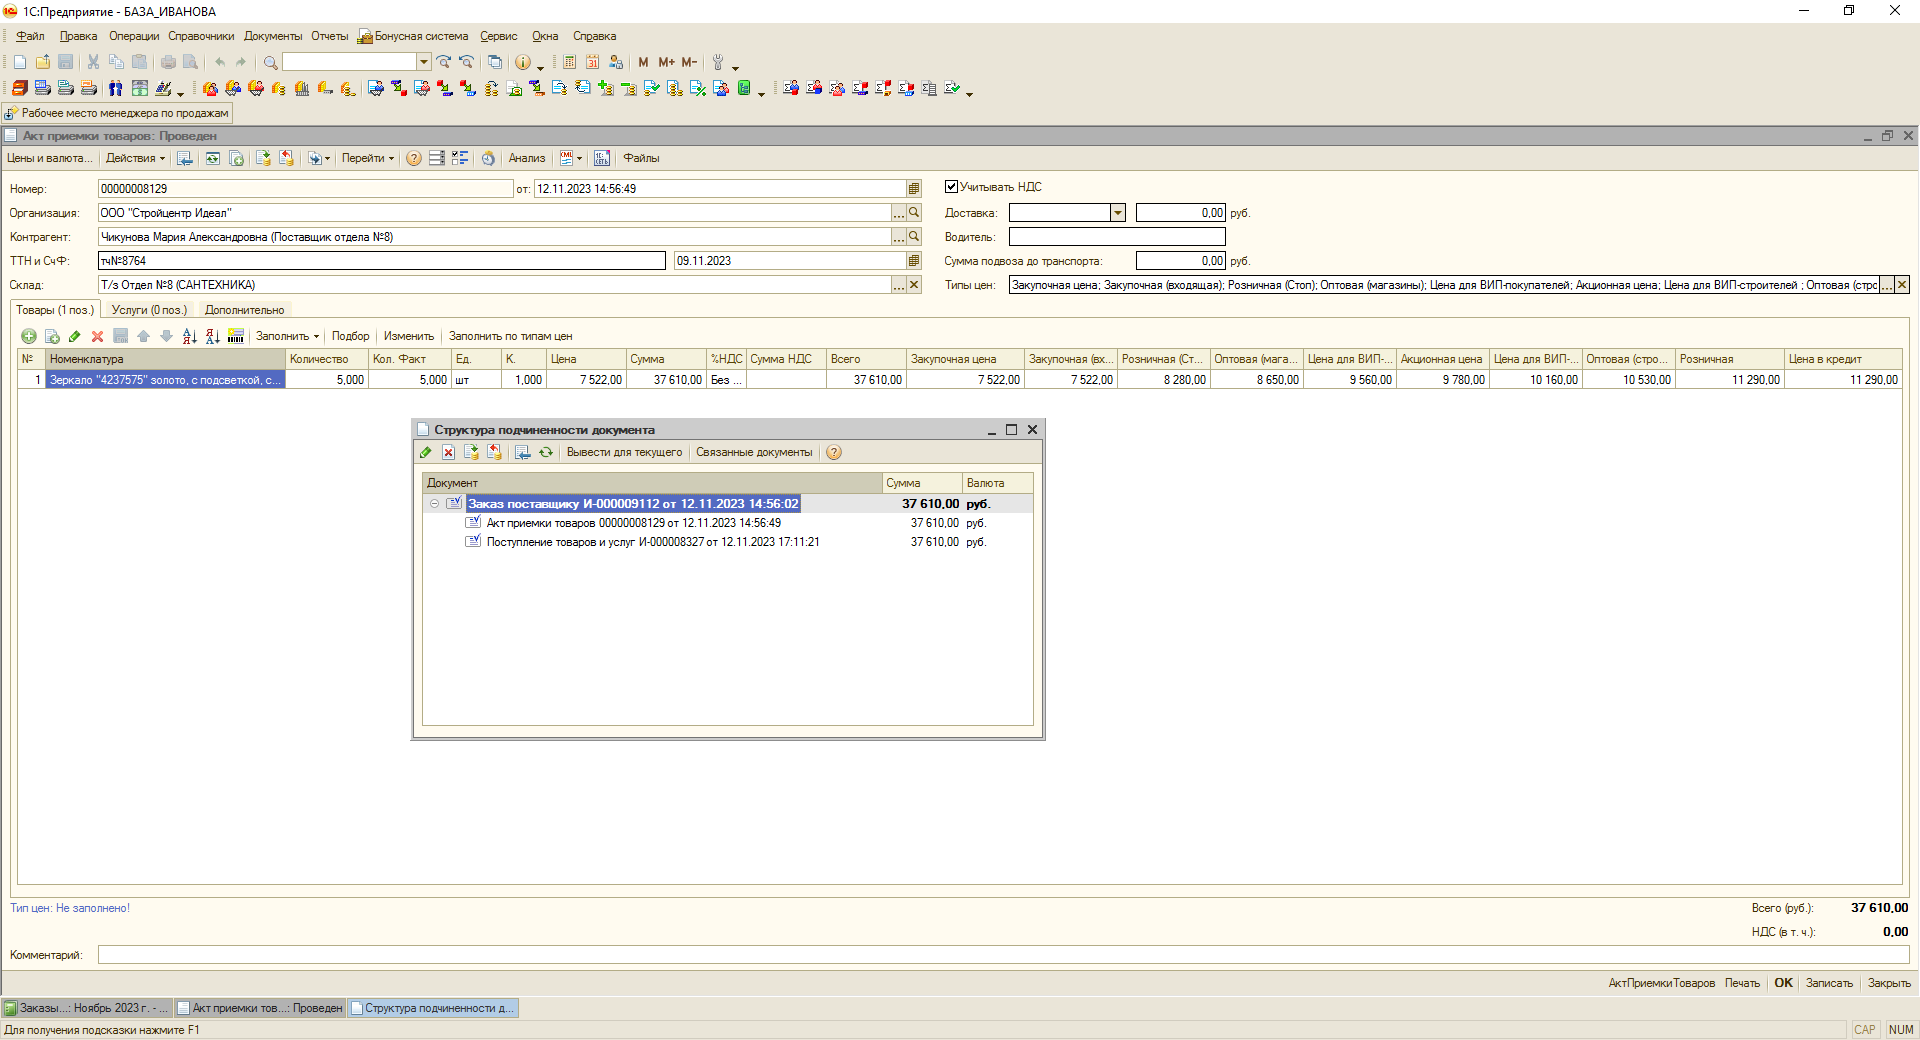 1С:Предприятие - БАЗА_ИВАНОВА
Файл Правка Операции Справочники Документы Отчеты Бонусная система Сервис Окна Справка
M M+ M-
Рабочее место менеджера по продажам
Акт приемки товаров: Проведен
Цены и валюта... Действия Перейти Анализ Файлы
Номер: 00000008129 от: 12.11.2023 14:56:49 Учитывать НДС
Организация: ООО "Стройцентр Идеал" Доставка: 0,00 руб.
Контрагент: Чикунова Мария Александровна (Поставщик отдела №8) Водитель:
ТТН и СчФ: тч№8764 09.11.2023 Сумма подвоза до транспорта: 0,00 руб.
Склад: Т/з Отдел №8 (САНТЕХНИКА) Типы цен: Закупочная цена; Закупочная (входящая); Розничная (Стоп); Оптовая (магазины); Цена для ВИП-покупателей; Акционная цена; Цена для ВИП-строителей ; Оптовая (стро
Товары (1 поз.) Услуги (0 поз.) Дополнительно
Заполнить Подбор Изменить Заполнить по типам цен
№ Номенклатура Количество Кол. Факт Ед. К. Цена Сумма %НДС Сумма НДС Всего Закупочная цена Закупочная (вх... Розничная (Ст... Оптовая (мага... Цена для ВИП-... Акционная цена Цена для ВИП-... Оптовая (стро... Розничная Цена в кредит
1 Зеркало "4237575" золото, с подсветкой, с... 5,000 5,000 шт 1,000 7 522,00 37 610,00 Без ... 37 610,00 7 522,00 7 522,00 8 280,00 8 650,00 9 560,00 9 780,00 10 160,00 10 530,00 11 290,00 11 290,00
Структура подчиненности документа
Вывести для текущего Связанные документы
Документ Сумма Валюта
Заказ поставщику И-000009112 от 12.11.2023 14:56:02 37 610,00 руб.
Акт приемки товаров 00000008129 от 12.11.2023 14:56:49 37 610,00 руб.
Поступление товаров и услуг И-000008327 от 12.11.2023 17:11:21 37 610,00 руб.
Тип цен: Не заполнено! Всего (руб.): 37 610,00
НДС (в т. ч.): 0,00
Комментарий:
АктПриемкиТоваров Печать OK Записать Закрыть
Заказы...: Ноябрь 2023 г. - ... Акт приемки тов...: Проведен Структура подчиненности д...
Для получения подсказки нажмите F1 CAP NUM